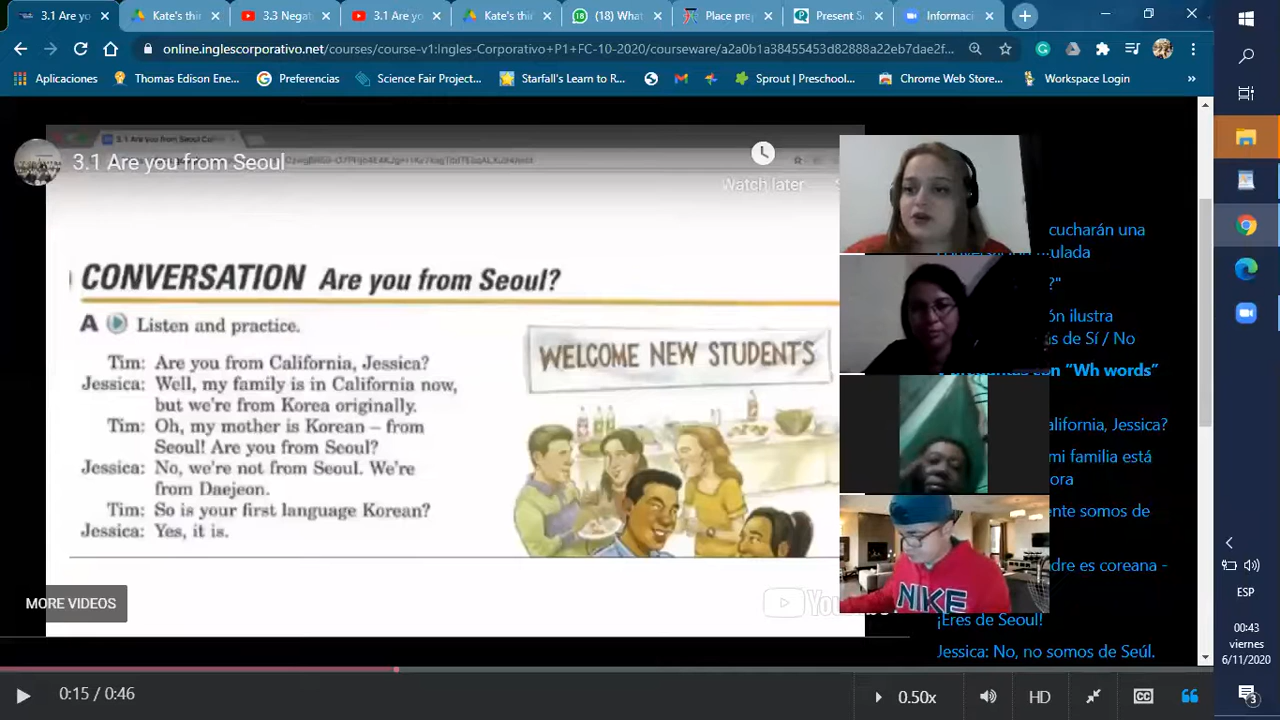 3.1 Are yo
Kate's thi
3.3 Negati
3.1 Are yo
Kate's thi
(18) What
Place prep
Present Si
Informaci
online.inglescorporativo.net/courses/course-v1:Ingles-Corporativo+P1+FC-10-2020/courseware/a2a0b1a38455453d82888a22eb7dae2f...
Aplicaciones
Thomas Edison Ene...
Preferencias
Science Fair Project...
Starfall's Learn to R...
Sprout | Preschool...
Chrome Web Store...
Workspace Login
»
3.1 Are you from Seoul
Watch later
CONVERSATION Are you from Seoul?
A Listen and practice.
Tim: Are you from California, Jessica?
Jessica: Well, my family is in California now,
but we're from Korea originally.
Tim: Oh, my mother is Korean – from
Seoul! Are you from Seoul?
Jessica: No, we're not from Seoul. We're
from Daejeon.
Tim: So is your first language Korean?
Jessica: Yes, it is.
WELCOME NEW STUDENTS
MORE VIDEOS
NIKE
cucharán una
ulada
?"
ón ilustra
s de Sí / No
con “Wh words”
alifornia, Jessica?
mi familia está
ora
ente somos de
dre es coreana -
¡Eres de Seoul!
Jessica: No, no somos de Seúl.
0:15 / 0:46
0.50x
HD
CC
ESP
00:43
viernes
6/11/2020
3